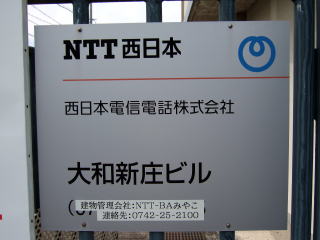 NTT西日本
西日本電信電話株式会社
大和新庄ビル
建物管理会社:NTT-BAみやこ
連絡先:0742-25-2100